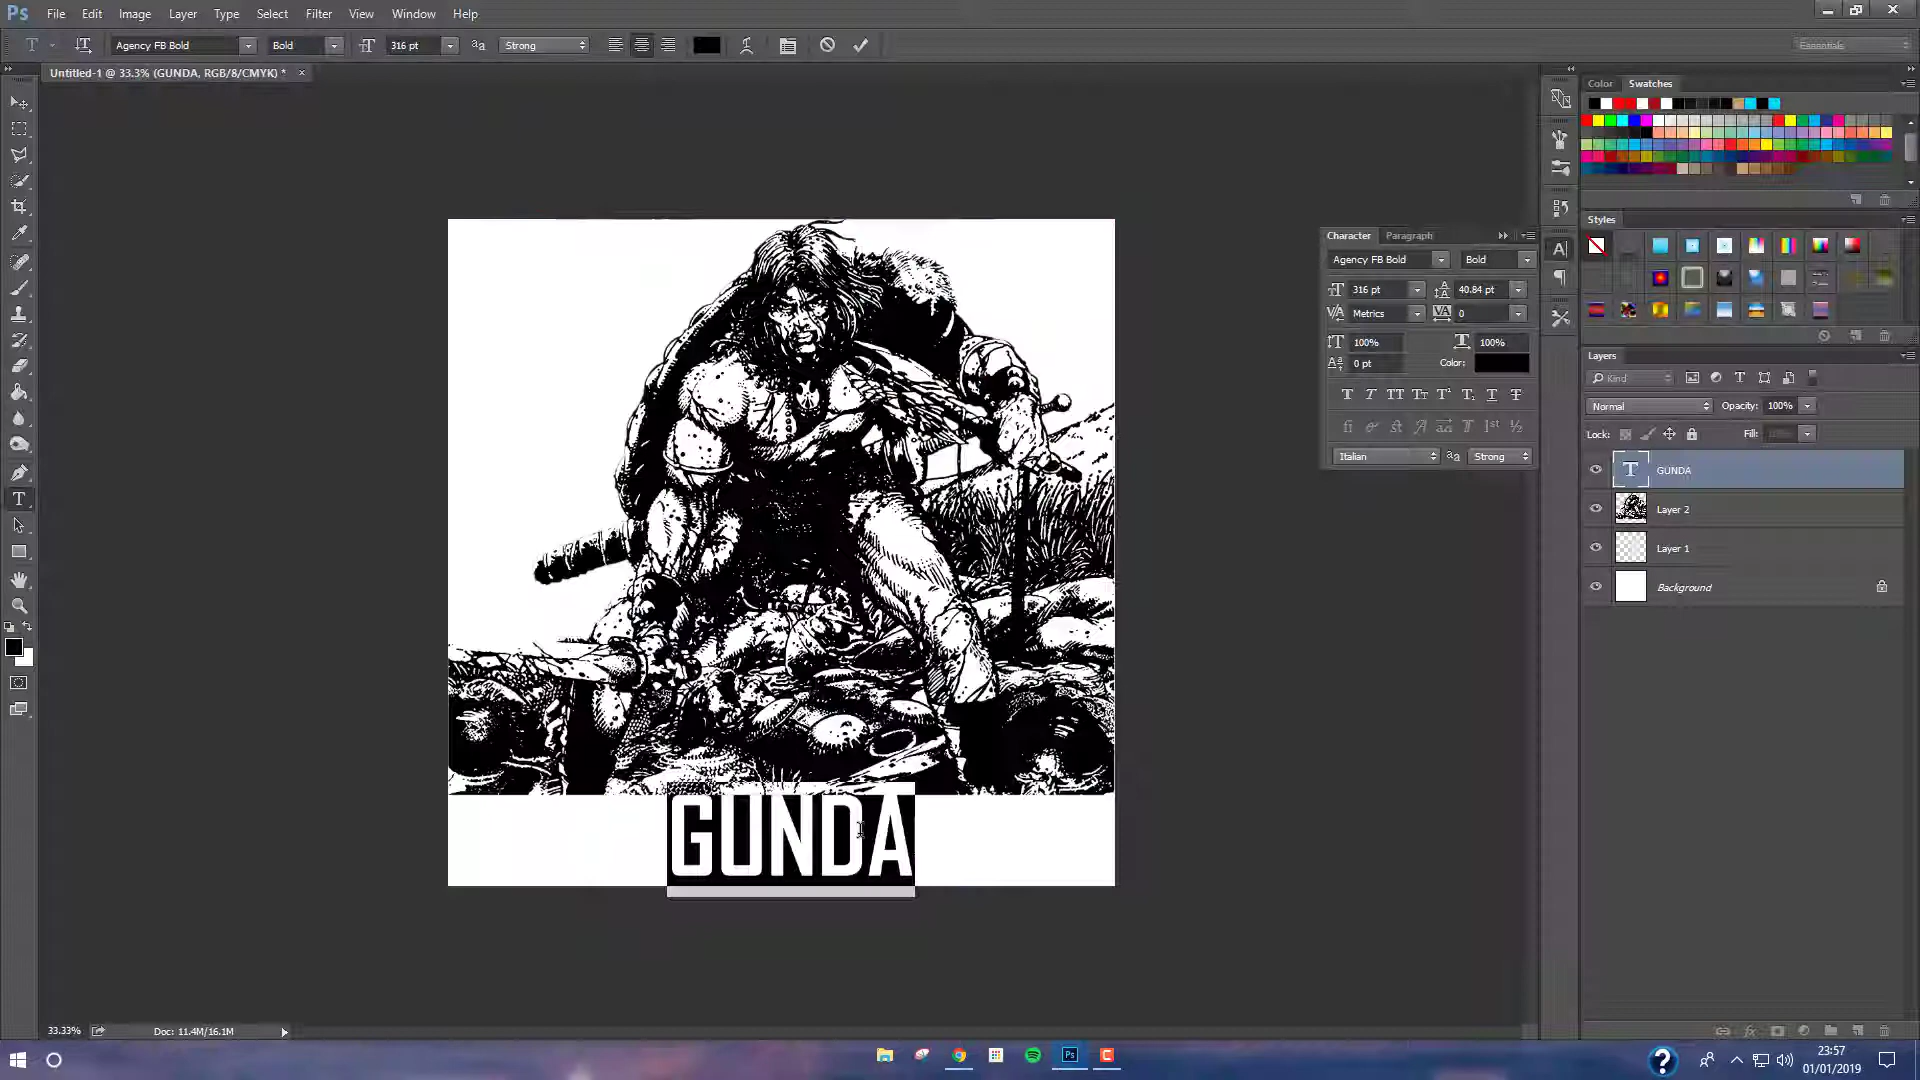 Ps File Edit Image Layer Type Select Filter View Window Help
T Agency FB Bold Bold 316 pt Strong Essentials
Untitled-1 @ 33.3% (GUNDA, RGB/8/CMYK) * ×
Color Swatches
Styles
Character Paragraph
Agency FB Bold Bold
316 pt 40.84 pt
Metrics 0
100% 100%
0 pt Color:
Italian Strong
Layers
Kind
Normal Opacity: 100%
Lock: Fill:
GUNDA
Layer 2
Layer 1
Background
GUNDA
33.33% Doc: 11.4M/16.1M
23:57
01/01/2019